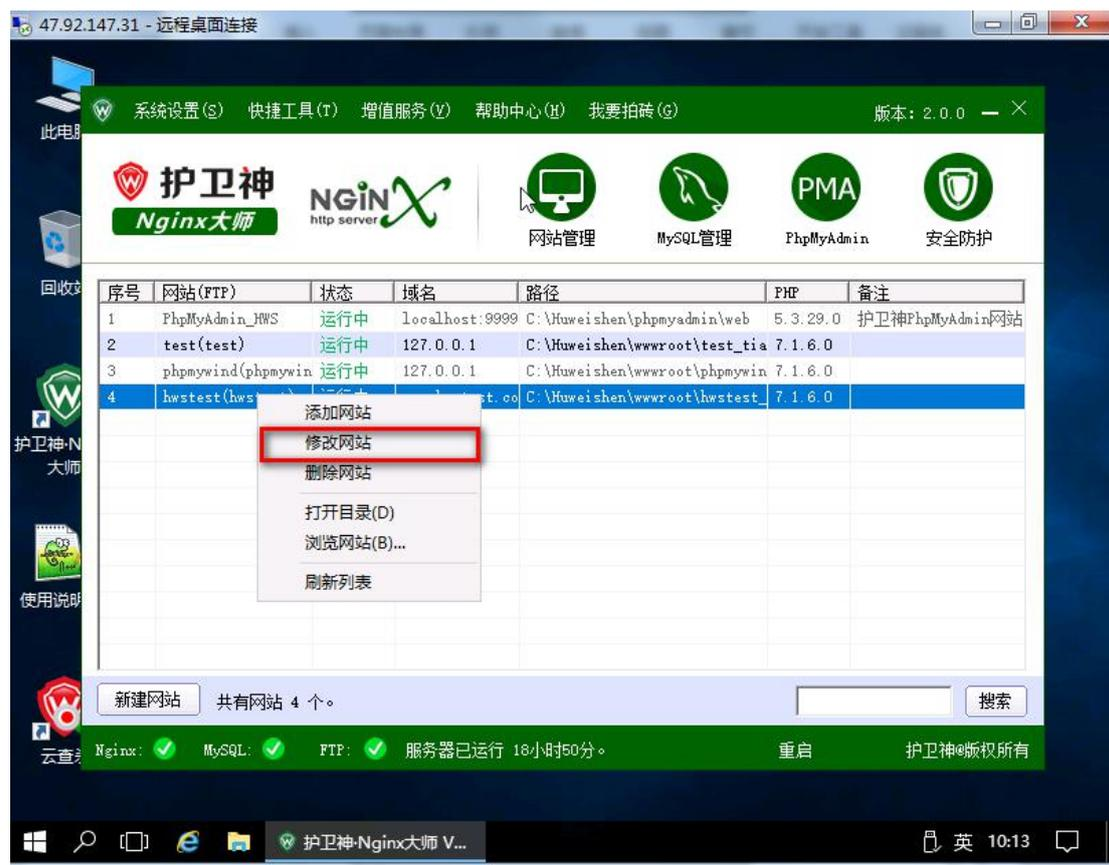 47.92.147.31 - 远程桌面连接
此电脑
系统设置(S) 快捷工具(T) 增值服务(V) 帮助中心(H) 我要拍砖(G) 版本: 2.0.0
护卫神
Nginx大师
NGINX
http server
PMA
网站管理 MySQL管理 PhpMyAdmin 安全防护
回收站
序号 网站(FTP) 状态 域名 路径 PHP 备注
1 PhpMyAdmin_HWS 运行中 localhost:9999 C:\Huweishen\phpmyadmin\web 5.3.29.0 护卫神PhpMyAdmin网站
2 test(test) 运行中 127.0.0.1 C:\Huweishen\wwwroot\test_tia 7.1.6.0
3 phpmywind(phpmywin 运行中 127.0.0.1 C:\Huweishen\wwwroot\phpmywin 7.1.6.0
4 hwstest(hws st.co C:\Huweishen\wwwroot\hwstest_ 7.1.6.0
添加网站
修改网站
删除网站
打开目录(D)
浏览网站(B)...
刷新列表
护卫神·N
大师
使用说明
云查
新建网站 共有网站 4 个。 搜索
Nginx: MySQL: FTP: 服务器已运行 18小时50分。 重启 护卫神@版权所有
护卫神·Nginx大师 V... 英 10:13